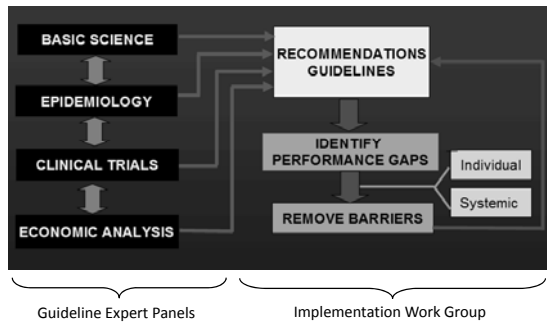 BASIC SCIENCE
EPIDEMIOLOGY
CLINICAL TRIALS
ECONOMIC ANALYSIS
RECOMMENDATIONS
GUIDELINES
IDENTIFY
PERFORMANCE GAPS
Individual
Systemic
REMOVE BARRIERS
Guideline Expert Panels
Implementation Work Group